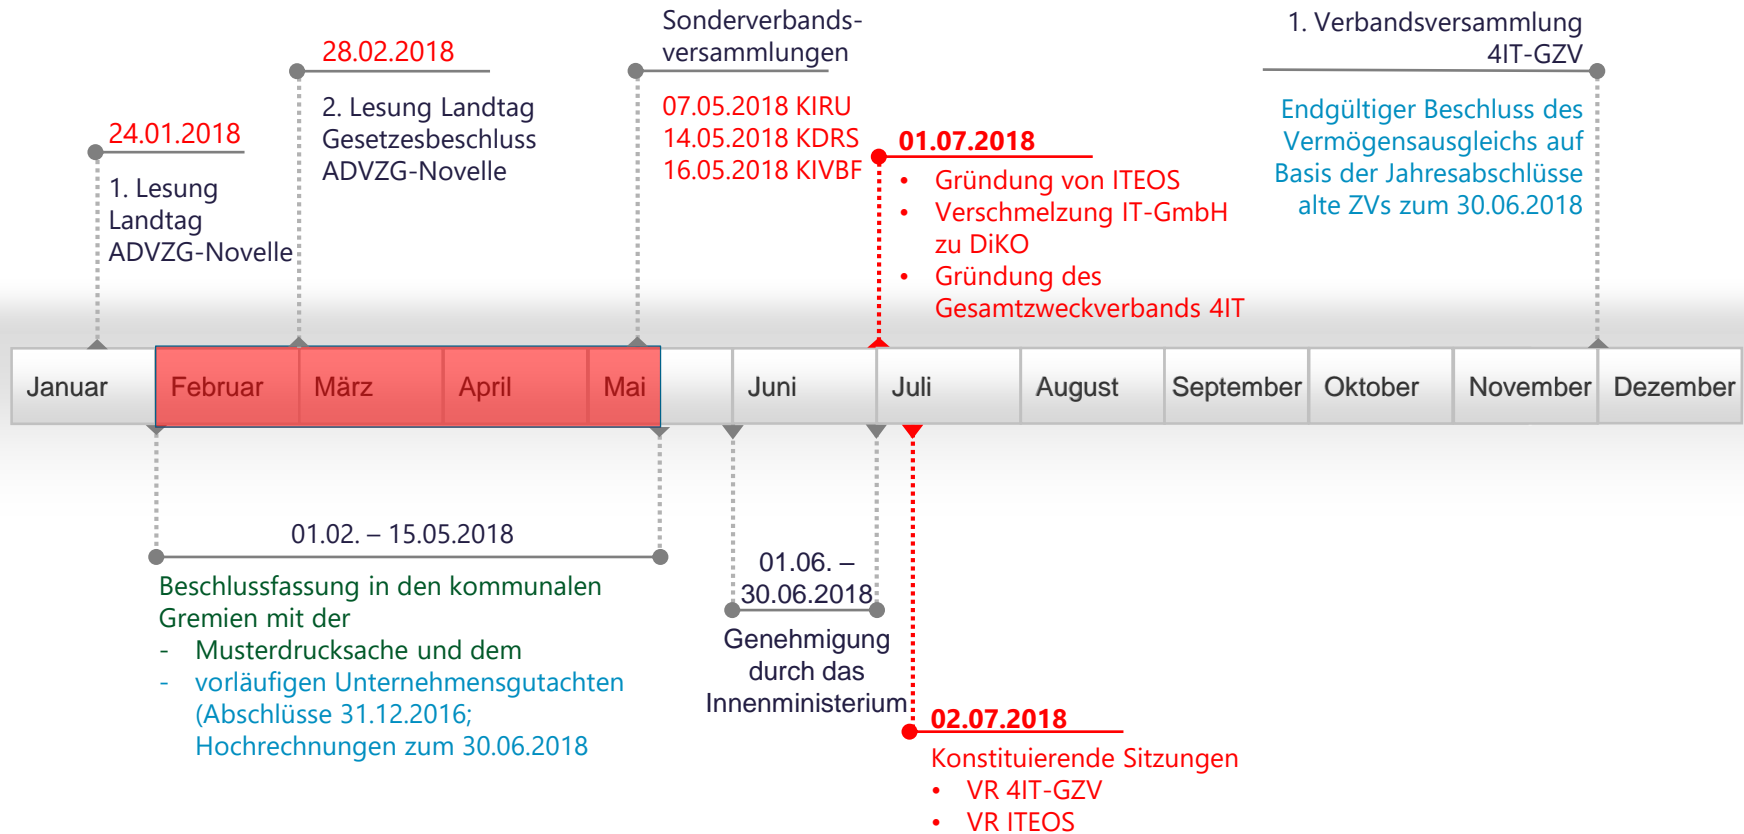 24.01.2018
1. Lesung
Landtag
ADVZG-Novelle
28.02.2018
2. Lesung Landtag
Gesetzesbeschluss
ADVZG-Novelle
Sonderverbands-
versammlungen
07.05.2018 KIRU
14.05.2018 KDRS
16.05.2018 KIVBF
01.07.2018
• Gründung von ITEOS
• Verschmelzung IT-GmbH
zu DiKO
• Gründung des
Gesamtzweckverbands 4IT
1. Verbandsversammlung
4IT-GZV
Endgültiger Beschluss des
Vermögensausgleichs auf
Basis der Jahresabschlüsse
alte ZVs zum 30.06.2018
Januar Februar März April Mai Juni Juli August September Oktober November Dezember
01.02. – 15.05.2018
Beschlussfassung in den kommunalen
Gremien mit der
- Musterdrucksache und dem
- vorläufigen Unternehmensgutachten
(Abschlüsse 31.12.2016;
Hochrechnungen zum 30.06.2018
01.06. –
30.06.2018
Genehmigung
durch das
Innenministerium
02.07.2018
Konstituierende Sitzungen
• VR 4IT-GZV
• VR ITEOS